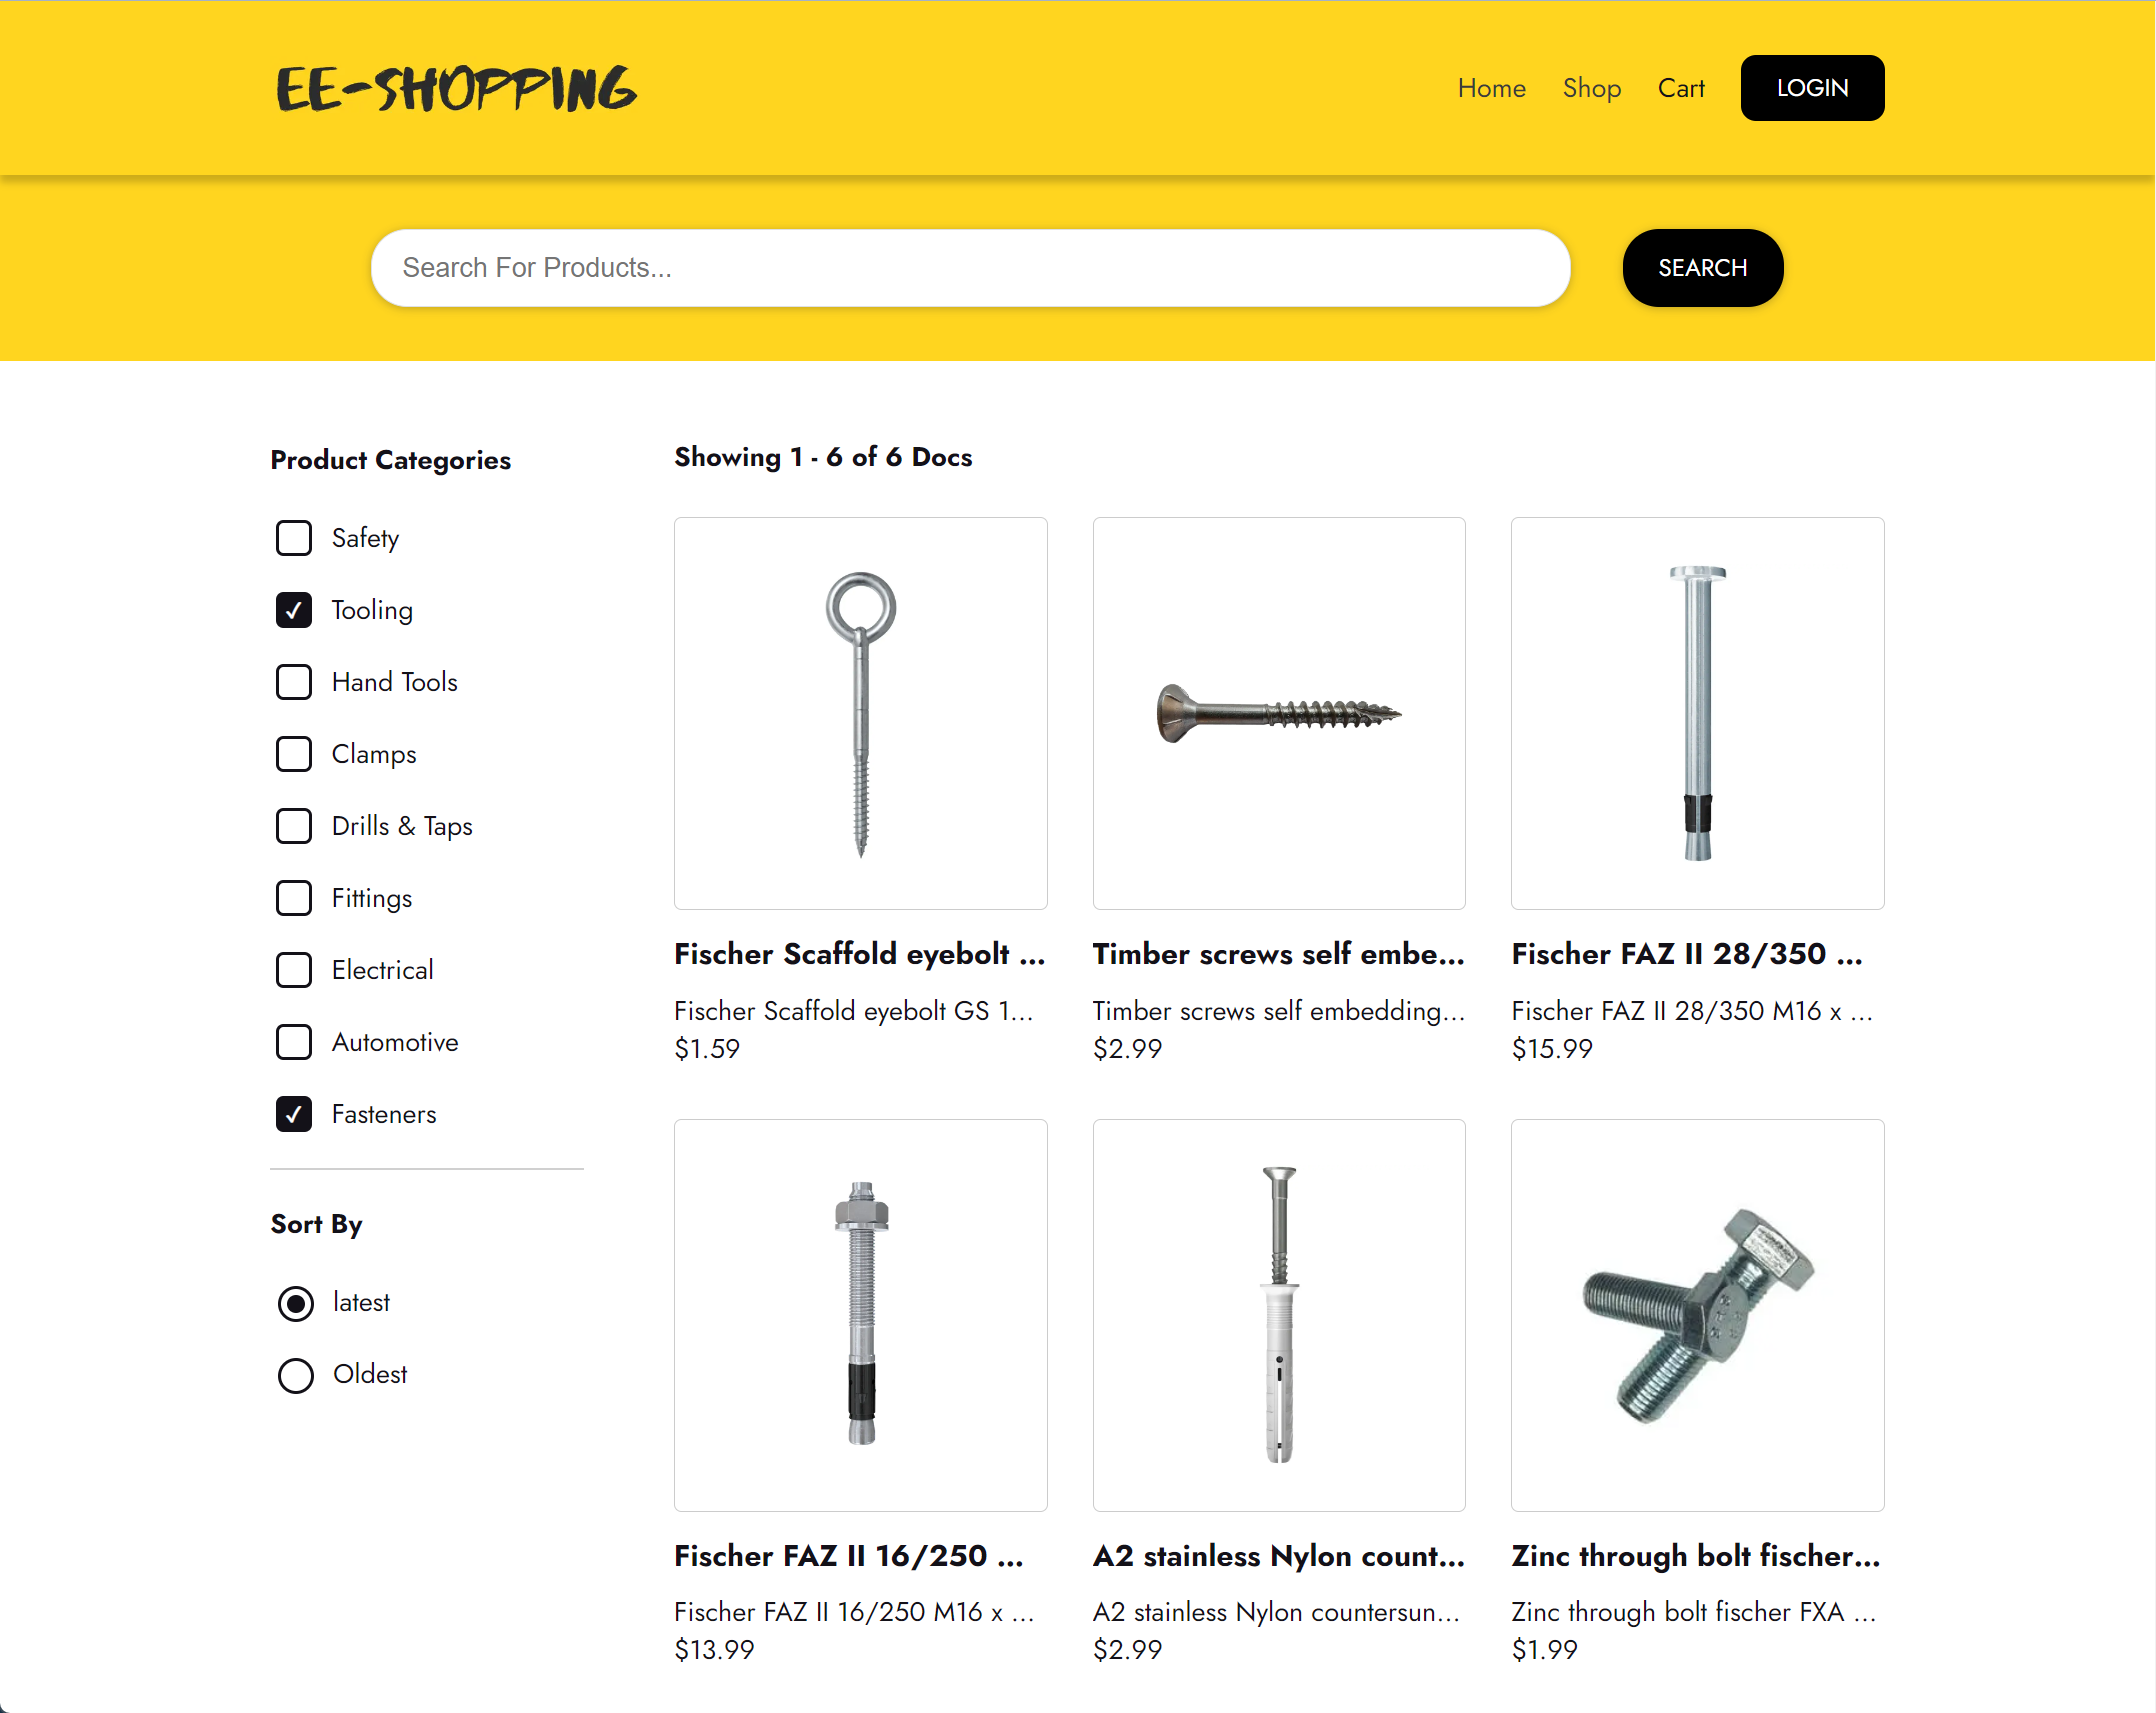 EE-SHOPPING
Home Shop Cart LOGIN
Search For Products...
SEARCH
Product Categories
Safety
Tooling
Hand Tools
Clamps
Drills & Taps
Fittings
Electrical
Automotive
Fasteners
Sort By
latest
Oldest
Showing 1 - 6 of 6 Docs
Fischer Scaffold eyebolt ...
Fischer Scaffold eyebolt GS 1...
$1.59
Timber screws self embe...
Timber screws self embedding...
$2.99
Fischer FAZ II 28/350 ...
Fischer FAZ II 28/350 M16 x ...
$15.99
Fischer FAZ II 16/250 ...
Fischer FAZ II 16/250 M16 x ...
$13.99
A2 stainless Nylon count...
A2 stainless Nylon countersun...
$2.99
Zinc through bolt fischer...
Zinc through bolt fischer FXA ...
$1.99